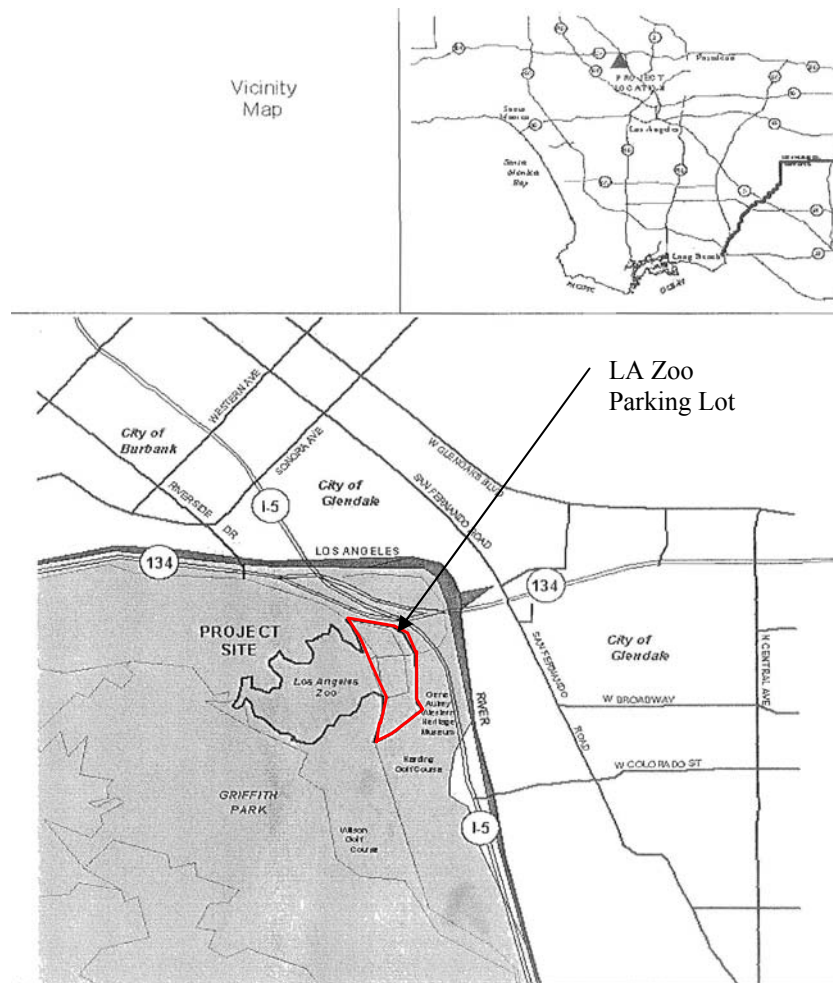 Vicinity
Map
Pasadena
PROJECT
LOCATION
Santa
Monica
Los Angeles
Santa
Monica
Bay
Long Beach
PACIFIC
OCEAN
LA Zoo
Parking Lot
WESTERN AVE
City of
Burbank
SONORA AVE
W GLENOAKS BLVD
RIVERSIDE
DR
I-5
City of
Glendale
SAN FERNANDO ROAD
LOS ANGELES
134
134
PROJECT
SITE
Los Angeles
Zoo
Gene
Autry
Western
Heritage
Museum
RIVER
SAN FERNANDO
ROAD
City of
Glendale
N CENTRAL AVE
W BROADWAY
Harding
Golf Course
W COLORADO ST
GRIFFITH
PARK
Wilson
Golf
Course
I-5